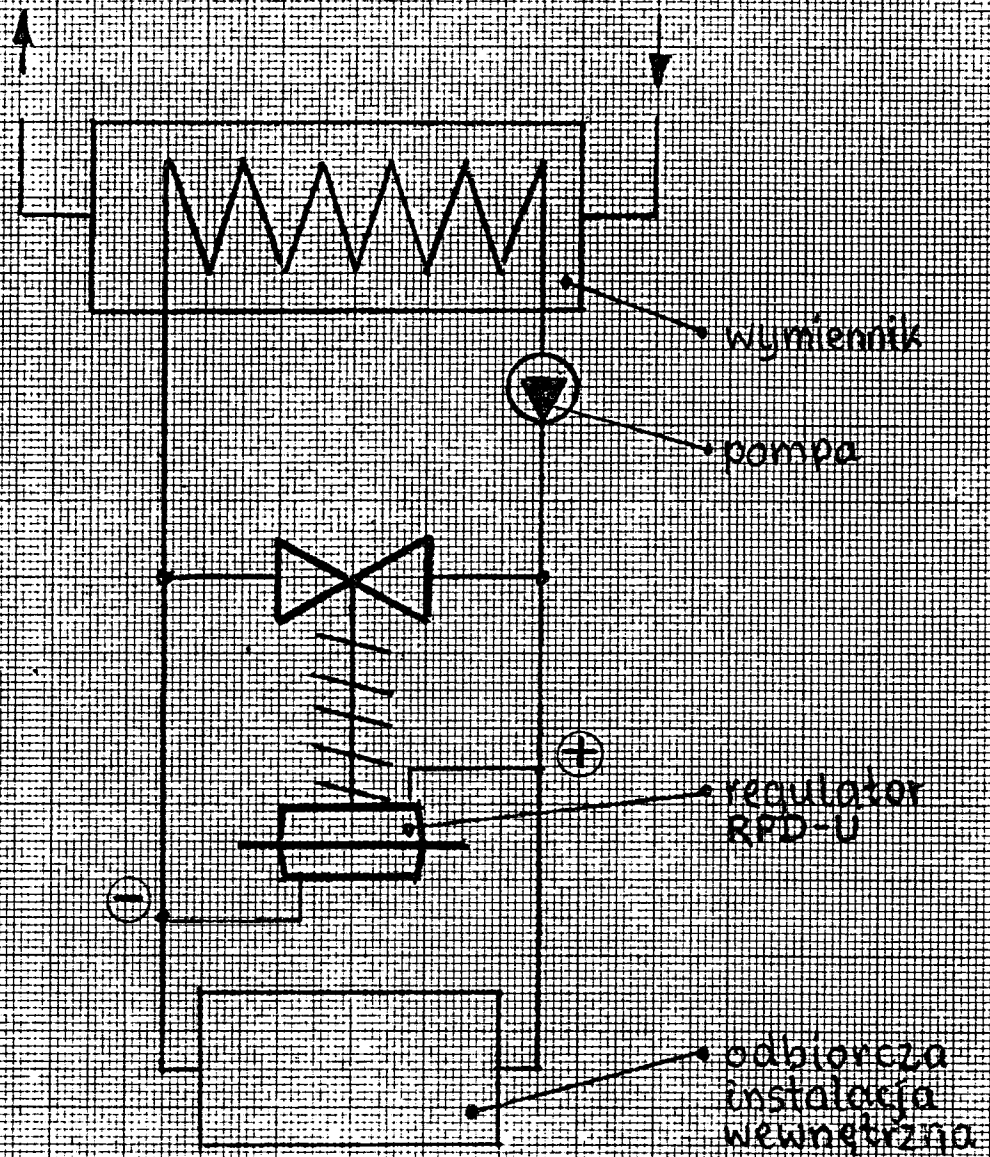 wymiennik
pompa
+
regulator
RPD-U
−
odbiorcza
instalacja
wewnętrzna